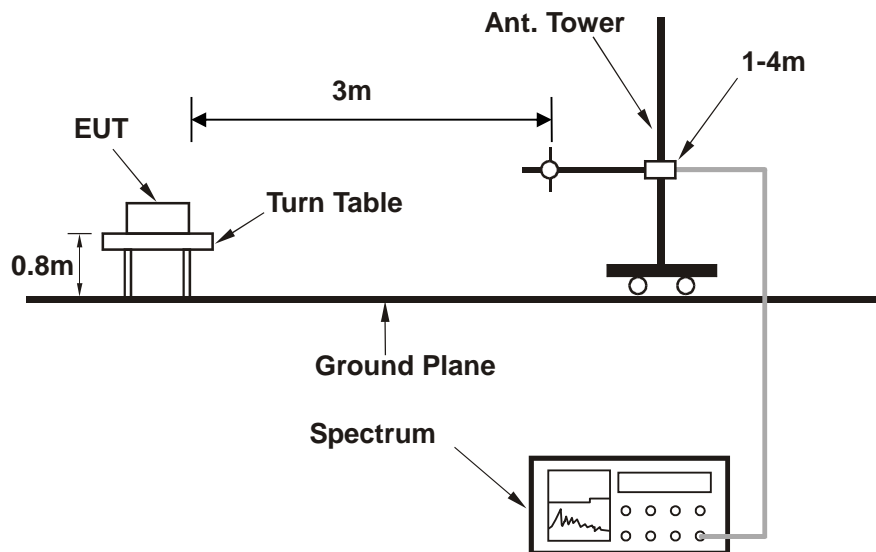 Ant. Tower
1-4m
3m
EUT
Turn Table
0.8m
Ground Plane
Spectrum